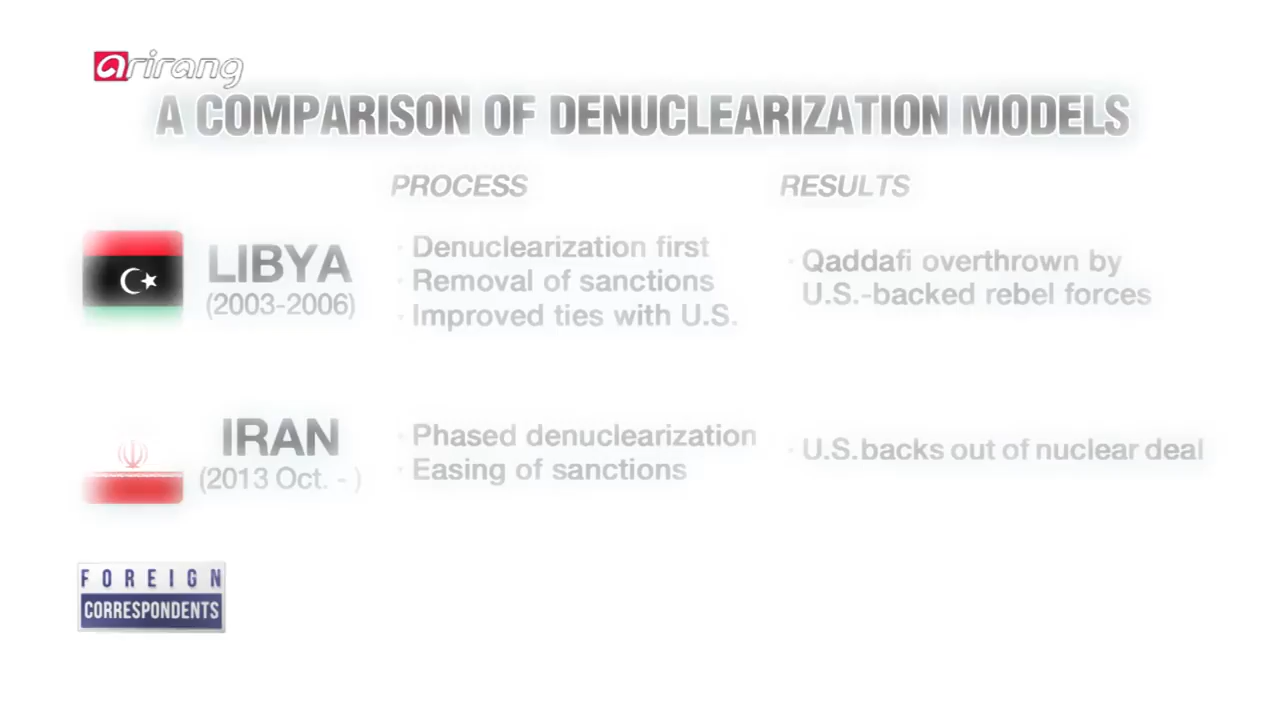 arirang
A COMPARISON OF DENUCLEARIZATION MODELS
PROCESS
RESULTS
LIBYA
(2003-2006)
· Denuclearization first
· Removal of sanctions
· Improved ties with U.S.
· Qaddafi overthrown by
U.S.-backed rebel forces
IRAN
(2013 Oct. - )
· Phased denuclearization
· Easing of sanctions
· U.S.backs out of nuclear deal
FOREIGN
CORRESPONDENTS